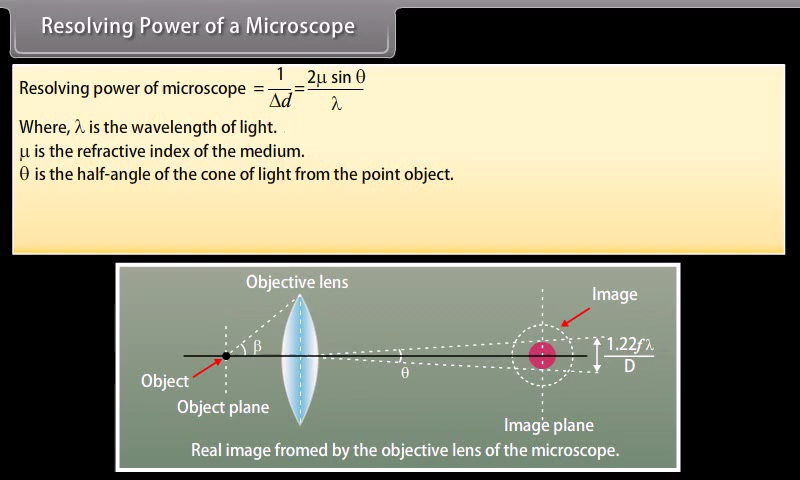 Resolving Power of a Microscope
Resolving power of microscope = 1/Δd = 2μ sin θ/λ
Where, λ is the wavelength of light.
μ is the refractive index of the medium.
θ is the half-angle of the cone of light from the point object.
Objective lens
Image
β
1.22fλ/D
θ
Object
Object plane
Image plane
Real image fromed by the objective lens of the microscope.